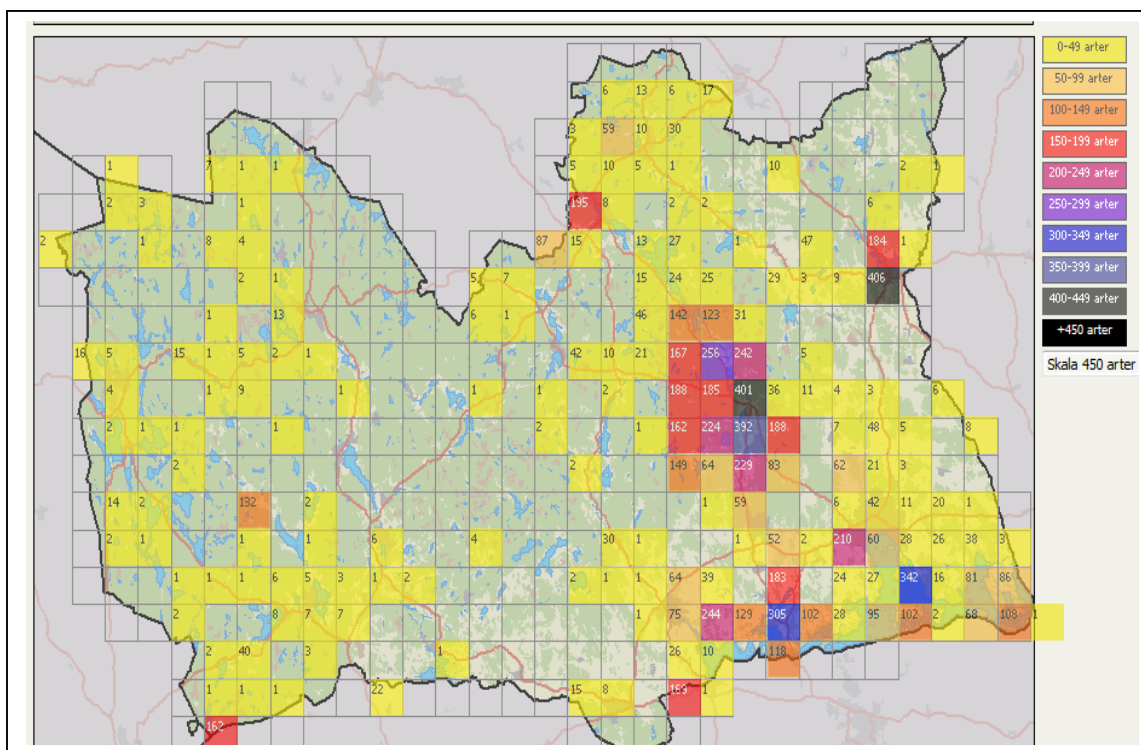 0-49 arter
50-99 arter
100-149 arter
150-199 arter
200-249 arter
250-299 arter
300-349 arter
350-399 arter
400-449 arter
+450 arter
Skala 450 arter
6 13 6 17
3 59 10 30
1 7 1 1 5 10 5 1 10 2 1
2 3 1 195 8 2 2 6
2 1 8 4 87 15 13 27 1 47 184 1
2 1 5 7 15 24 25 29 3 9 406
1 13 6 1 46 142 123 31
16 5 15 1 5 2 1 42 10 21 167 256 242 5
4 1 9 1 1 1 2 188 185 401 36 11 4 3 6
2 1 1 1 2 1 162 224 392 188 7 48 5 8
2 2 149 64 229 83 62 21 3
14 2 132 2 1 59 6 42 11 20 1
2 1 1 1 6 4 30 1 1 52 2 210 60 28 26 38 3
1 1 1 6 5 3 1 2 2 1 1 64 39 183 24 27 342 16 81 86
2 8 7 7 1 75 244 129 305 102 28 95 102 2 68 108 1
2 40 3 1 26 10 118
1 1 1 1 22 15 8 1
162